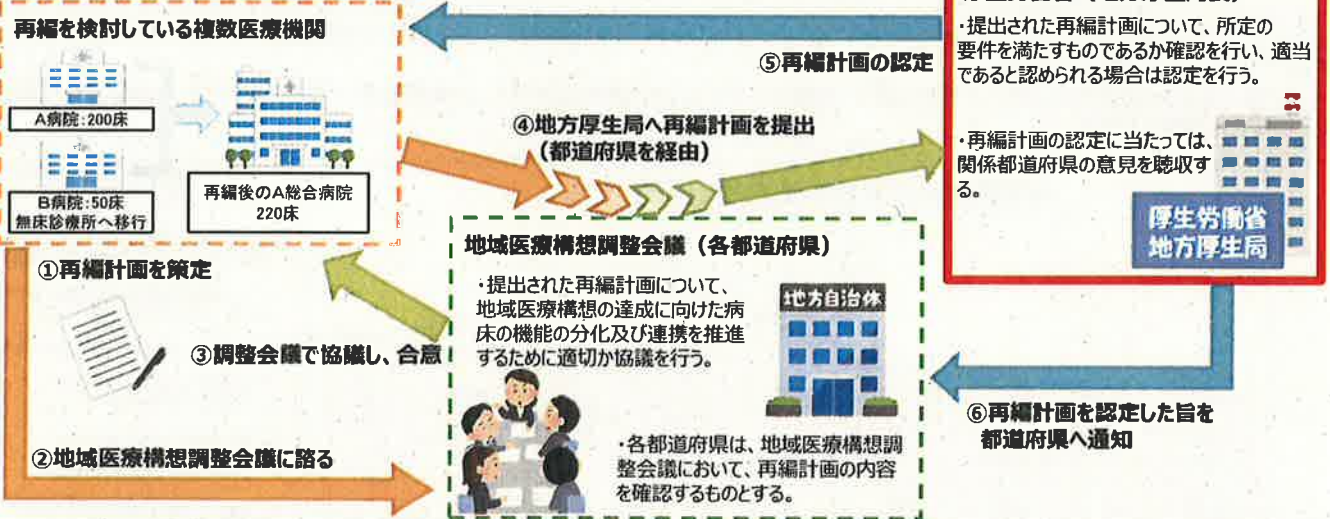 再編を検討している複数医療機関
A病院:200床
B病院:50床
無床診療所へ移行
再編後のA総合病院
220床
⑤再編計画の認定
・提出された再編計画について、所定の
要件を満たすものであるか確認を行い、適当
であると認められる場合は認定を行う。
・再編計画の認定に当たっては、
関係都道府県の意見を聴収す
る。
厚生労働省
地方厚生局
④地方厚生局へ再編計画を提出
（都道府県を経由）
①再編計画を策定
③調整会議で協議し、合意
②地域医療構想調整会議に諮る
地域医療構想調整会議（各都道府県）
・提出された再編計画について、
地域医療構想の達成に向けた病
床の機能の分化及び連携を推進
するために適切か協議を行う。
地方自治体
・各都道府県は、地域医療構想調
整会議において、再編計画の内容
を確認するものとする。
⑥再編計画を認定した旨を
都道府県へ通知